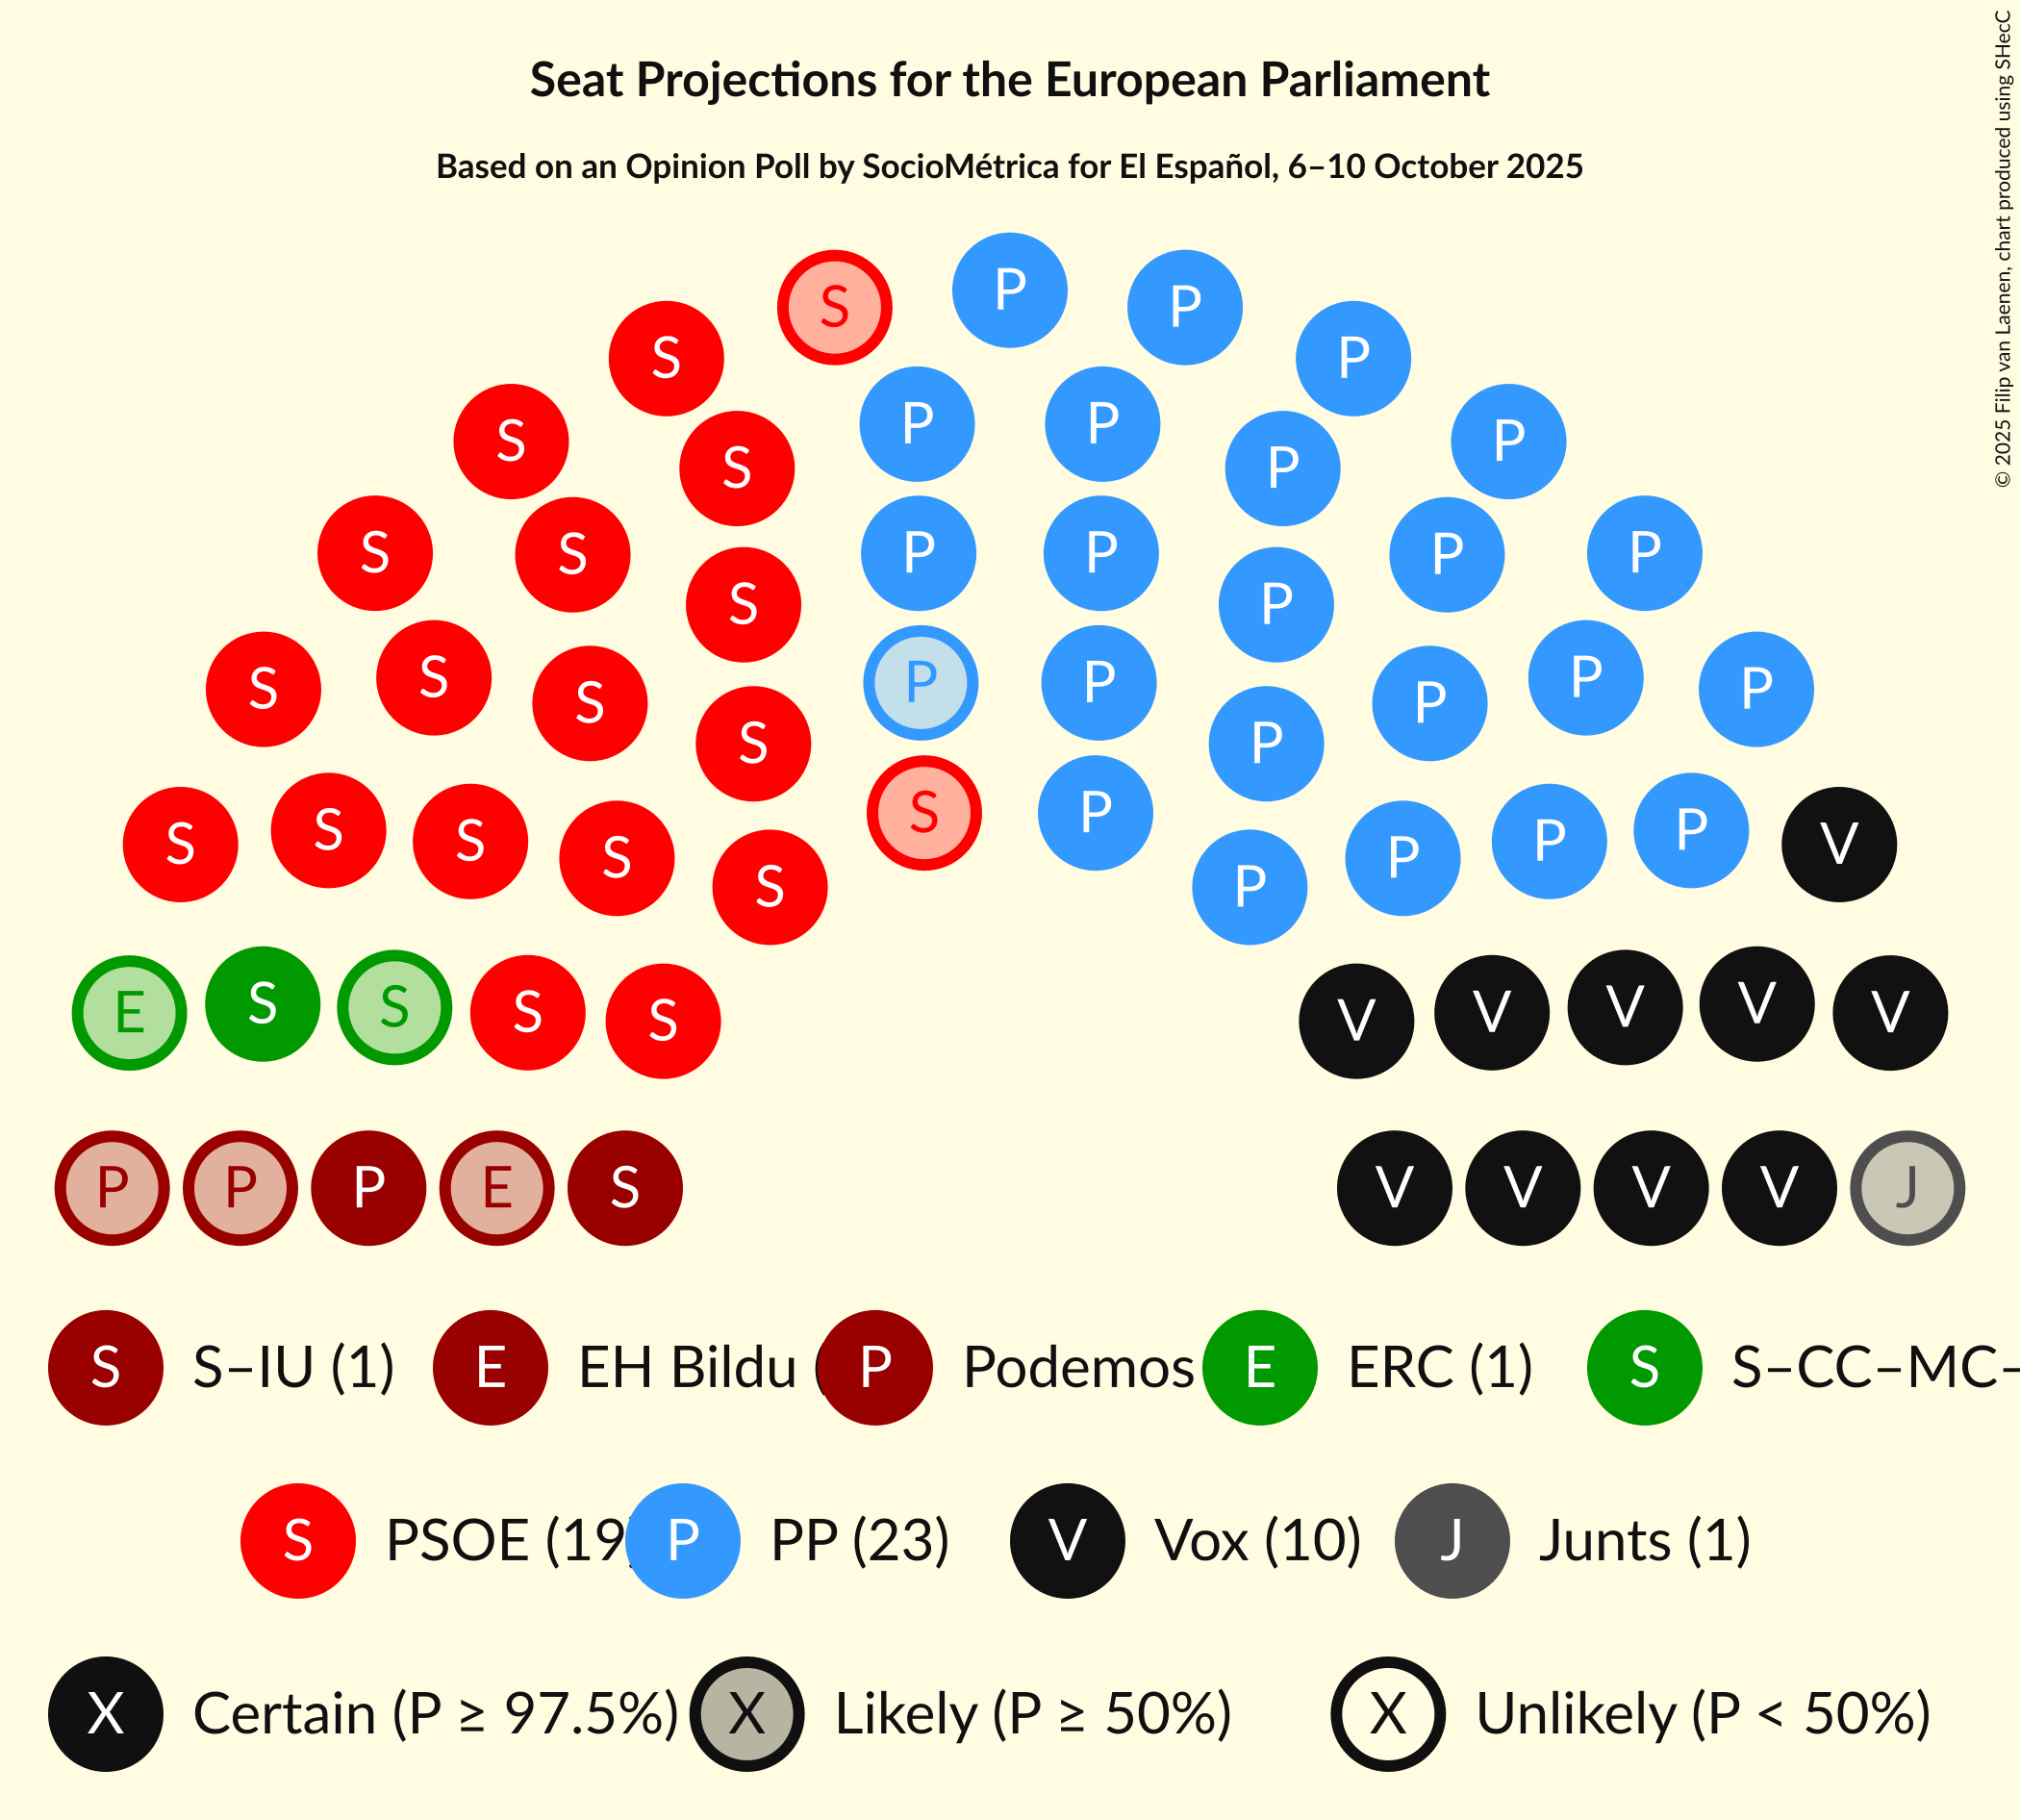 Seat Projections for the European Parliament
Based on an Opinion Poll by SocioMétrica for El Español, 6–10 October 2025
© 2025 Filip van Laenen, chart produced using SHecC
P
S P
S P
P P
S S P P
P P
S S P P
S S P P
S P
P P
S S P P
S S P P
S P
S S S P P V
S S P P
E S S S S V V V V V
P P P E S V V V V J
S S–IU (1) E EH Bildu P Podemos E ERC (1) S S–CC–MC–
S PSOE (19) P PP (23) V Vox (10) J Junts (1)
X Certain (P ≥ 97.5%) X Likely (P ≥ 50%) X Unlikely (P < 50%)